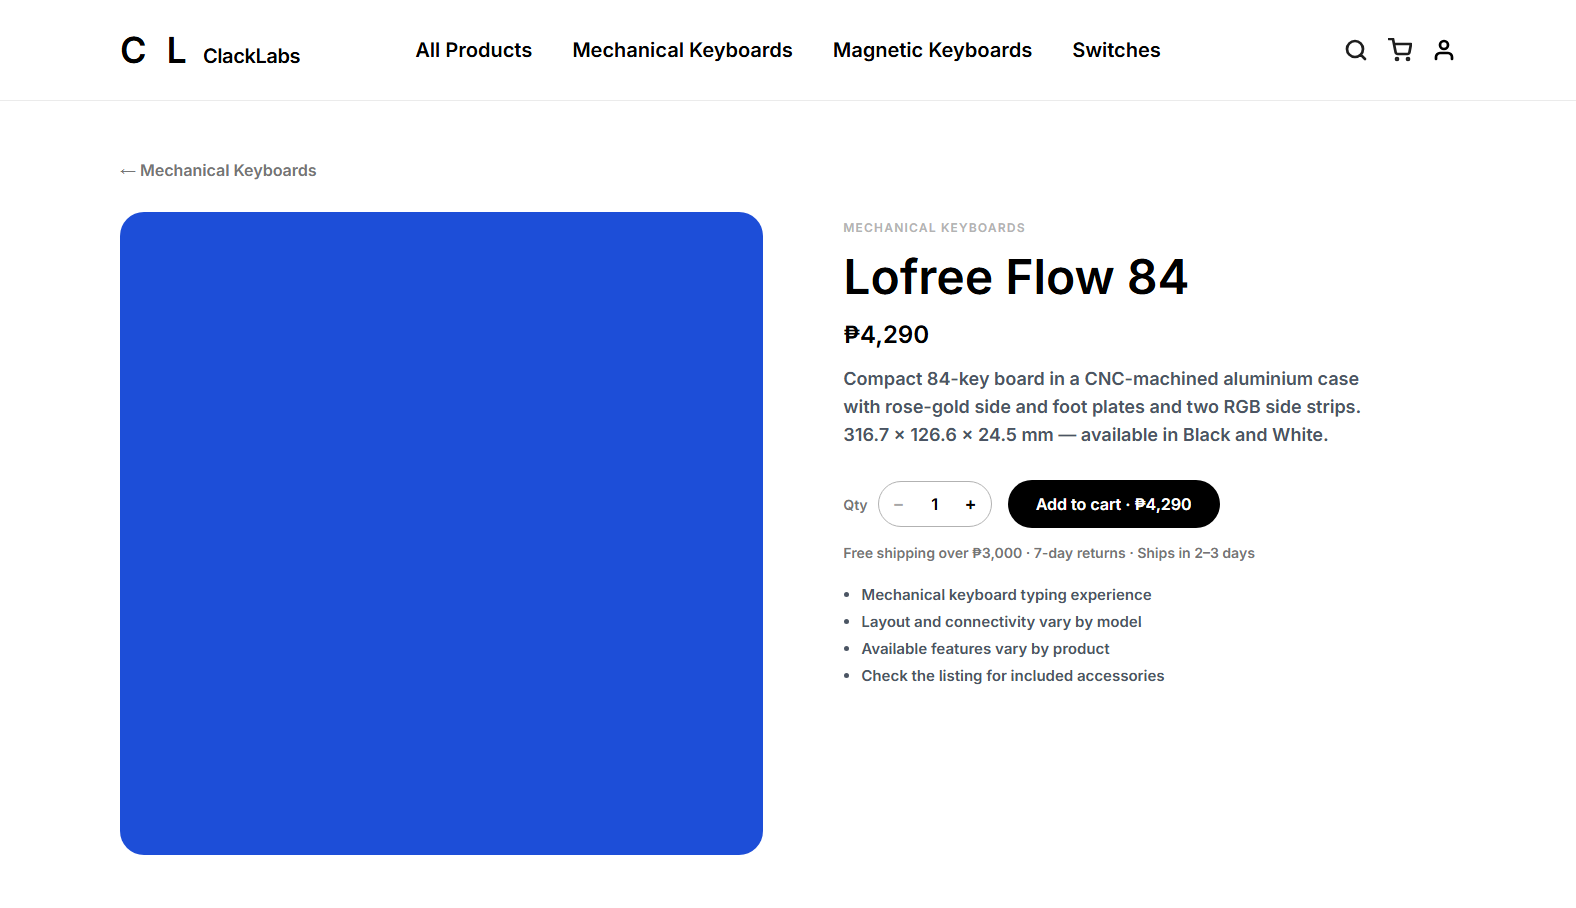 C L ClackLabs
All Products
Mechanical Keyboards
Magnetic Keyboards
Switches
← Mechanical Keyboards
MECHANICAL KEYBOARDS
Lofree Flow 84
₱4,290
Compact 84-key board in a CNC-machined aluminium case
with rose-gold side and foot plates and two RGB side strips.
316.7 × 126.6 × 24.5 mm — available in Black and White.
Qty − 1 + Add to cart · ₱4,290
Free shipping over ₱3,000 · 7-day returns · Ships in 2–3 days
• Mechanical keyboard typing experience
• Layout and connectivity vary by model
• Available features vary by product
• Check the listing for included accessories